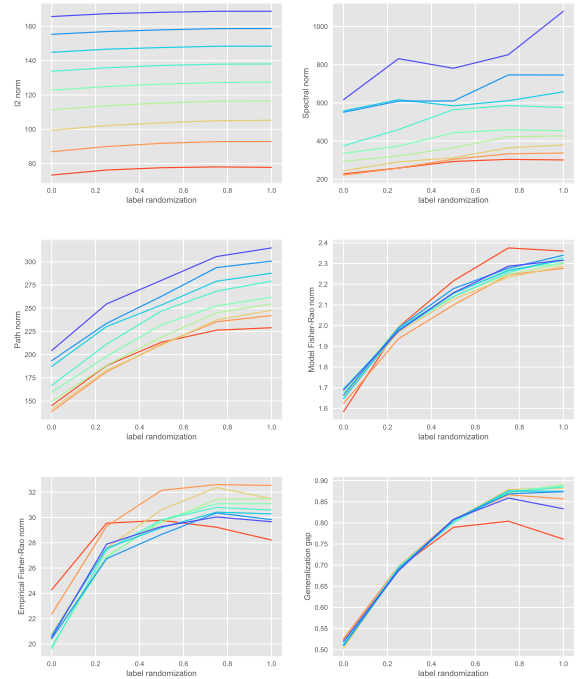 l2 norm
160
140
120
100
80
0.0 0.2 0.4 0.6 0.8 1.0
label randomization
Spectral norm
1000
800
600
400
200
0.0 0.2 0.4 0.6 0.8 1.0
label randomization
Path norm
300
275
250
225
200
175
150
0.0 0.2 0.4 0.6 0.8 1.0
label randomization
Model Fisher-Rao norm
2.4
2.3
2.2
2.1
2.0
1.9
1.8
1.7
1.6
0.0 0.2 0.4 0.6 0.8 1.0
label randomization
Empirical Fisher-Rao norm
32
30
28
26
24
22
20
0.0 0.2 0.4 0.6 0.8 1.0
label randomization
Generalization gap
0.90
0.85
0.80
0.75
0.70
0.65
0.60
0.55
0.50
0.0 0.2 0.4 0.6 0.8 1.0
label randomization